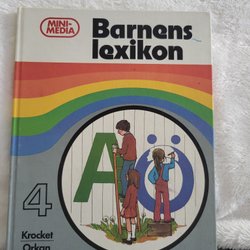 MINI-
MEDIA
Barnens
lexikon
A Ö
4
Krocket
Orkan